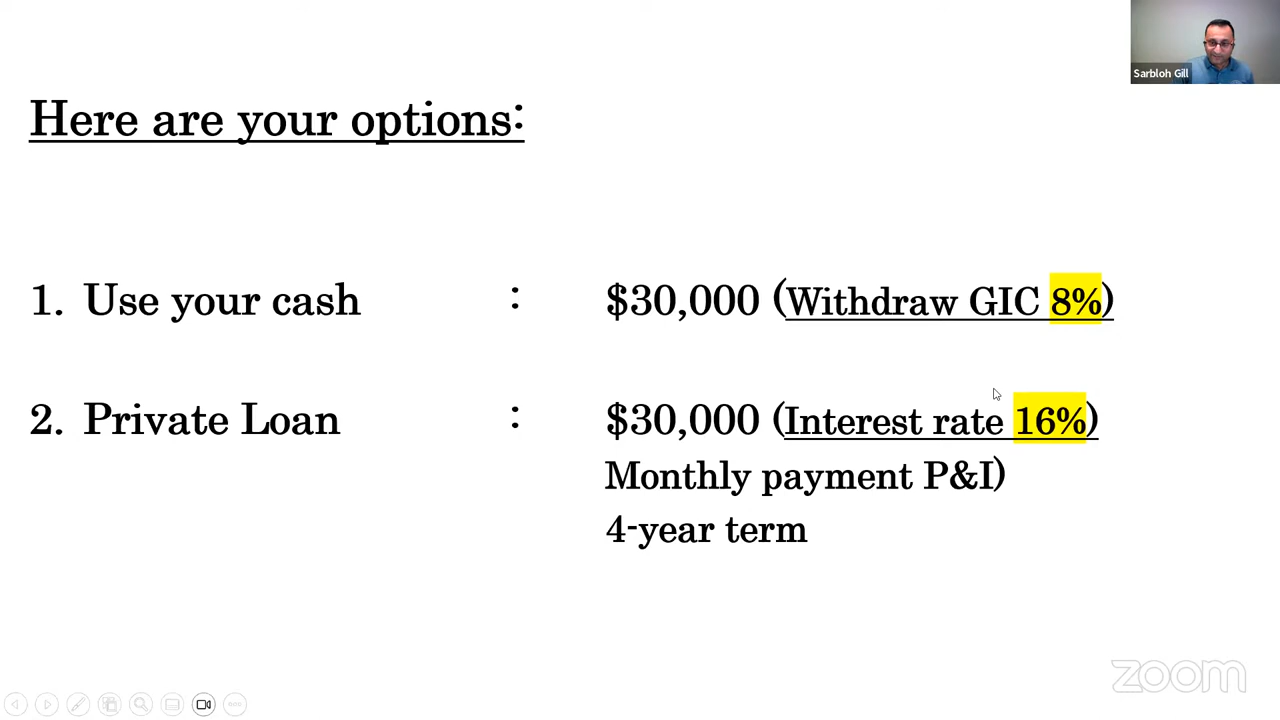 Sarbloh Gill
Here are your options:
1. Use your cash : $30,000 (Withdraw GIC 8%)
2. Private Loan : $30,000 (Interest rate 16%)
Monthly payment P&I)
4-year term
zoom